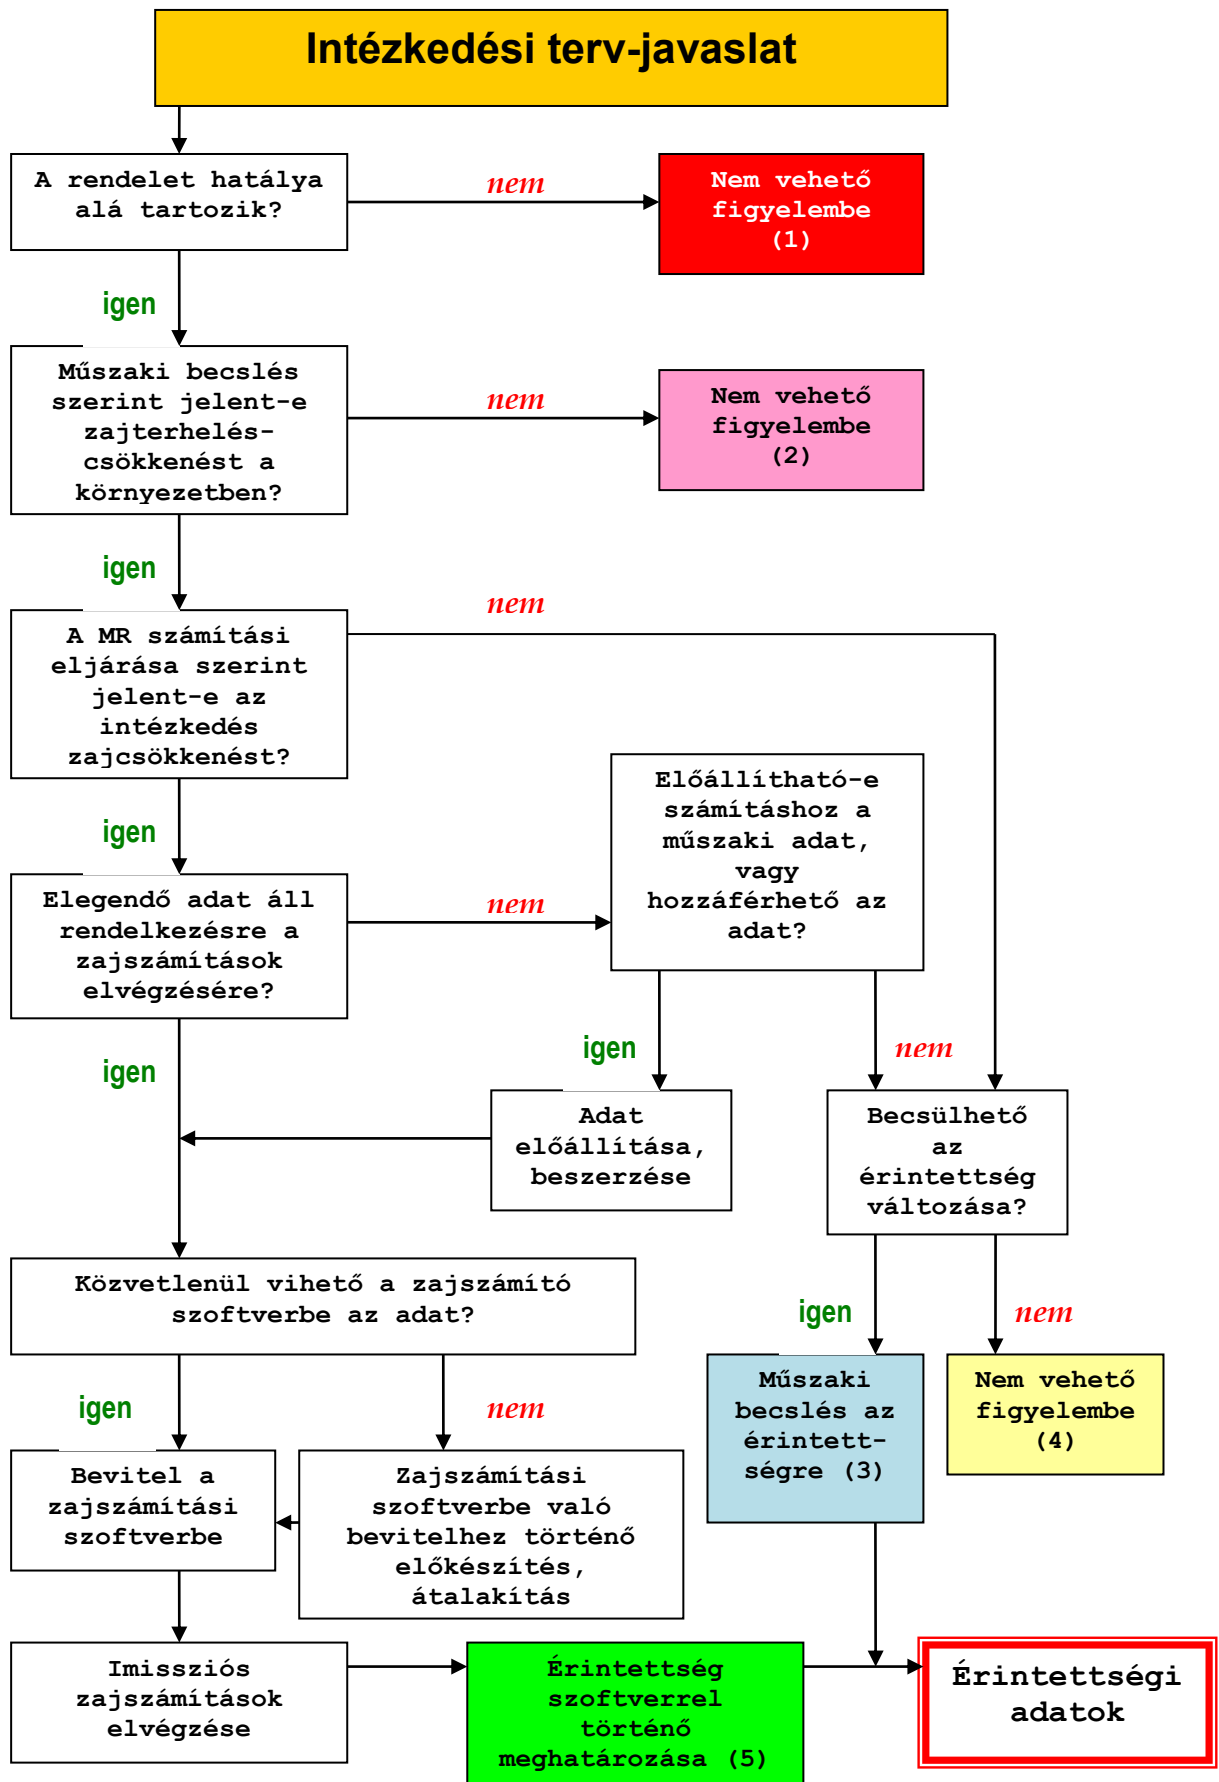 Intézkedési terv-javaslat
A rendelet hatálya
alá tartozik?
nem
Nem vehető
figyelembe
(1)
igen
Műszaki becslés
szerint jelent-e
zajterhelés-
csökkenést a
környezetben?
nem
Nem vehető
figyelembe
(2)
igen
A MR számítási
eljárása szerint
jelent-e az
intézkedés
zajcsökkenést?
nem
igen
Előállítható-e
számításhoz a
műszaki adat,
vagy
hozzáférhető az
adat?
Elegendő adat áll
rendelkezésre a
zajszámítások
elvégzésére?
nem
igen
igen
nem
Adat
előállítása,
beszerzése
Becsülhető
az
érintettség
változása?
Közvetlenül vihető a zajszámító
szoftverbe az adat?
igen
nem
igen
nem
Műszaki
becslés az
érintett-
ségre (3)
Nem vehető
figyelembe
(4)
Bevitel a
zajszámítási
szoftverbe
Zajszámítási
szoftverbe való
bevitelhez történő
előkészítés,
átalakítás
Imissziós
zajszámítások
elvégzése
Érintettség
szoftverrel
történő
meghatározása (5)
Érintettségi
adatok